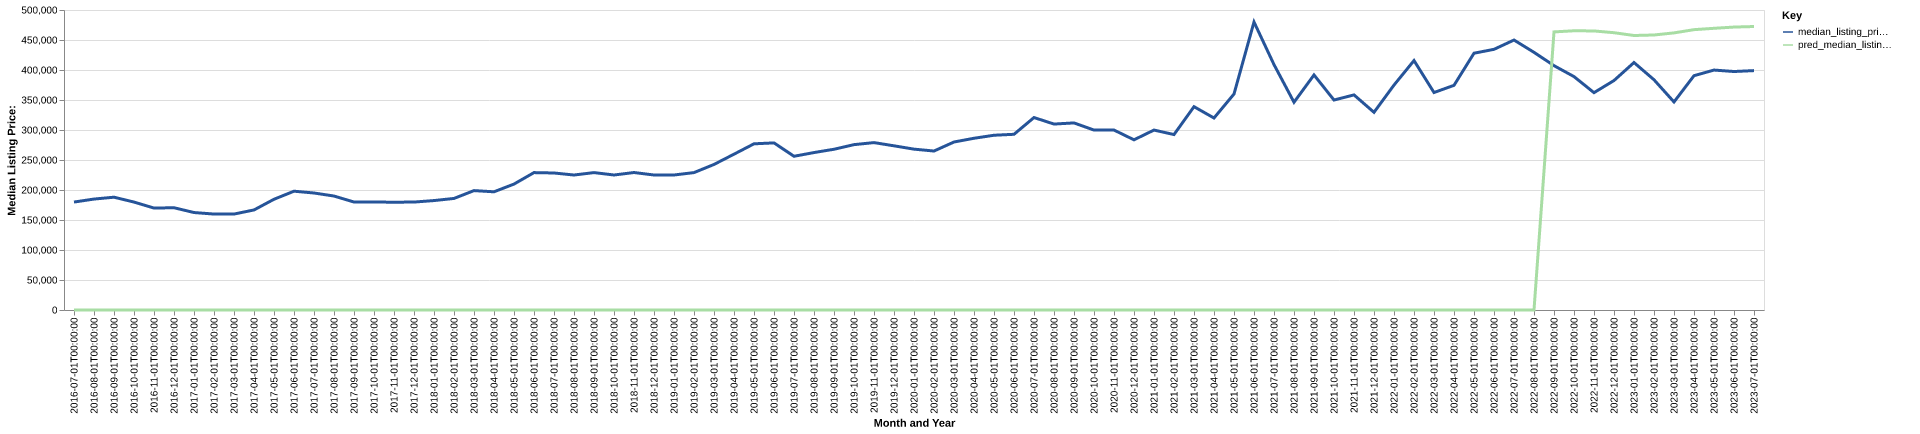 500,000
450,000
400,000
350,000
300,000
250,000
200,000
150,000
100,000
50,000
0
Median Listing Price:
2016-07-01T00:00:00
2016-08-01T00:00:00
2016-09-01T00:00:00
2016-10-01T00:00:00
2016-11-01T00:00:00
2016-12-01T00:00:00
2017-01-01T00:00:00
2017-02-01T00:00:00
2017-03-01T00:00:00
2017-04-01T00:00:00
2017-05-01T00:00:00
2017-06-01T00:00:00
2017-07-01T00:00:00
2017-08-01T00:00:00
2017-09-01T00:00:00
2017-10-01T00:00:00
2017-11-01T00:00:00
2017-12-01T00:00:00
2018-01-01T00:00:00
2018-02-01T00:00:00
2018-03-01T00:00:00
2018-04-01T00:00:00
2018-05-01T00:00:00
2018-06-01T00:00:00
2018-07-01T00:00:00
2018-08-01T00:00:00
2018-09-01T00:00:00
2018-10-01T00:00:00
2018-11-01T00:00:00
2018-12-01T00:00:00
2019-01-01T00:00:00
2019-02-01T00:00:00
2019-03-01T00:00:00
2019-04-01T00:00:00
2019-05-01T00:00:00
2019-06-01T00:00:00
2019-07-01T00:00:00
2019-08-01T00:00:00
2019-09-01T00:00:00
2019-10-01T00:00:00
2019-11-01T00:00:00
2019-12-01T00:00:00
2020-01-01T00:00:00
2020-02-01T00:00:00
2020-03-01T00:00:00
2020-04-01T00:00:00
2020-05-01T00:00:00
2020-06-01T00:00:00
2020-07-01T00:00:00
2020-08-01T00:00:00
2020-09-01T00:00:00
2020-10-01T00:00:00
2020-11-01T00:00:00
2020-12-01T00:00:00
2021-01-01T00:00:00
2021-02-01T00:00:00
2021-03-01T00:00:00
2021-04-01T00:00:00
2021-05-01T00:00:00
2021-06-01T00:00:00
2021-07-01T00:00:00
2021-08-01T00:00:00
2021-09-01T00:00:00
2021-10-01T00:00:00
2021-11-01T00:00:00
2021-12-01T00:00:00
2022-01-01T00:00:00
2022-02-01T00:00:00
2022-03-01T00:00:00
2022-04-01T00:00:00
2022-05-01T00:00:00
2022-06-01T00:00:00
2022-07-01T00:00:00
2022-08-01T00:00:00
2022-09-01T00:00:00
2022-10-01T00:00:00
2022-11-01T00:00:00
2022-12-01T00:00:00
2023-01-01T00:00:00
2023-02-01T00:00:00
2023-03-01T00:00:00
2023-04-01T00:00:00
2023-05-01T00:00:00
2023-06-01T00:00:00
2023-07-01T00:00:00
Month and Year
Key
median_listing_pri...
pred_median_listin...